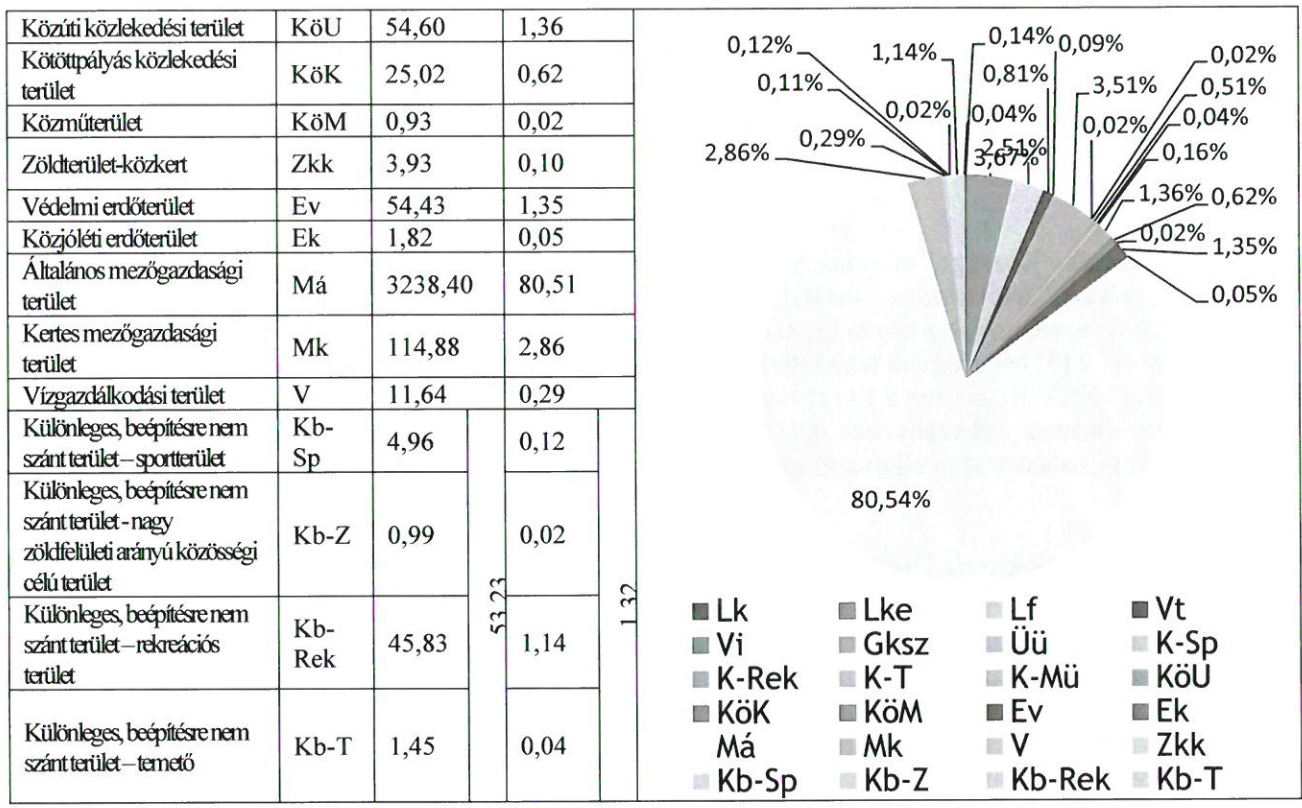 Közúti közlekedési terület KöU 54,60 1,36
Kötöttpályás közlekedési
terület KöK 25,02 0,62
Közműterület KöM 0,93 0,02
Zöldterület-közkert Zkk 3,93 0,10
Védelmi erdőterület Ev 54,43 1,35
Közjóléti erdőterület Ek 1,82 0,05
Általános mezőgazdasági
terület Má 3238,40 80,51
Kertes mezőgazdasági
terület Mk 114,88 2,86
Vízgazdálkodási terület V 11,64 0,29
Különleges, beépítésre nem
szánt terület – sportterület
Kb-
Sp
4,96 0,12
Különleges, beépítésre nem
szánt terület - nagy
zöldfelületi arányú közösségi
célú terület
Kb-Z 0,99 0,02
Különleges, beépítésre nem
szánt terület – rekreációs
terület
Kb-
Rek
45,83 1,14
Különleges, beépítésre nem
szánt terület – temető
Kb-T 1,45 0,04
53,23
1,32
0,12%
1,14%
0,14%
0,09%
0,02%
0,11%
0,81%
3,51%
0,51%
0,02%
0,04%
0,02%
0,04%
2,86%
0,29%
2,51%
3,67%
0,16%
1,36%
0,62%
0,02%
1,35%
0,05%
80,54%
Lk Lke Lf Vt
Vi Gksz Üü K-Sp
K-Rek K-T K-Mü KöU
KöK KöM Ev Ek
Má Mk V Zkk
Kb-Sp Kb-Z Kb-Rek Kb-T